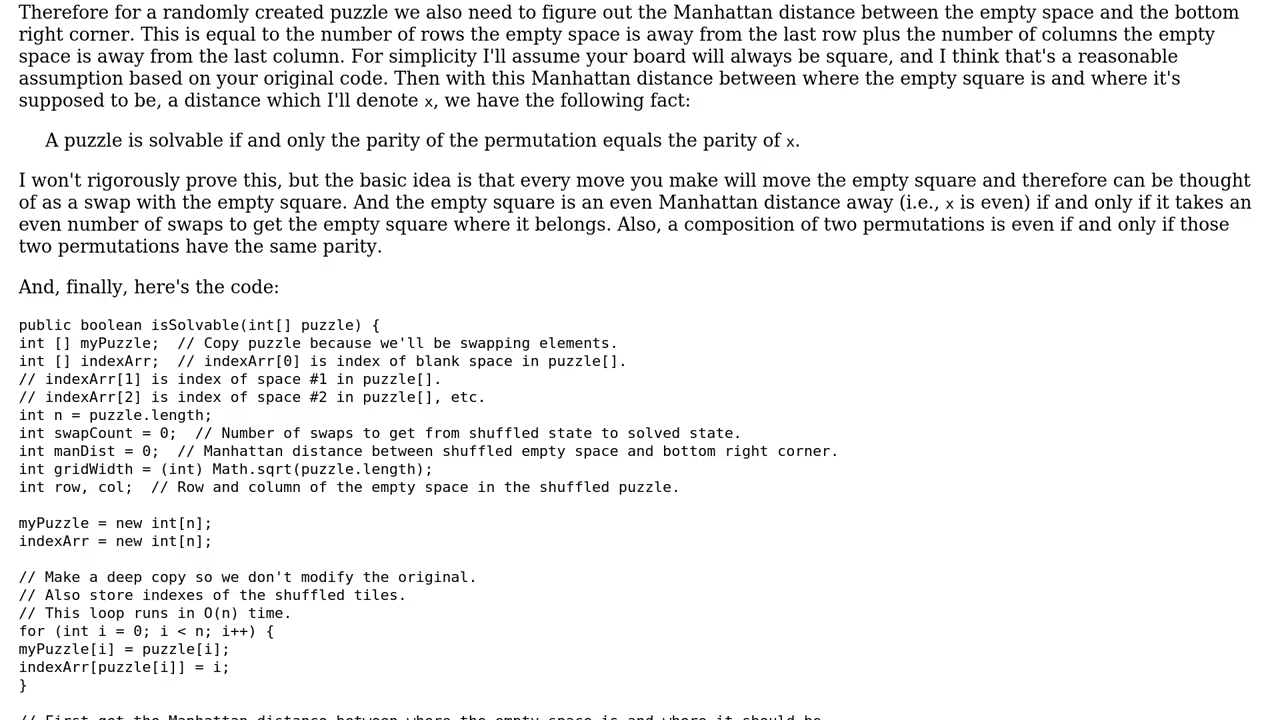 Therefore for a randomly created puzzle we also need to figure out the Manhattan distance between the empty space and the bottom
right corner. This is equal to the number of rows the empty space is away from the last row plus the number of columns the empty
space is away from the last column. For simplicity I'll assume your board will always be square, and I think that's a reasonable
assumption based on your original code. Then with this Manhattan distance between where the empty square is and where it's
supposed to be, a distance which I'll denote x, we have the following fact:
A puzzle is solvable if and only the parity of the permutation equals the parity of x.
I won't rigorously prove this, but the basic idea is that every move you make will move the empty square and therefore can be thought
of as a swap with the empty square. And the empty square is an even Manhattan distance away (i.e., x is even) if and only if it takes an
even number of swaps to get the empty square where it belongs. Also, a composition of two permutations is even if and only if those
two permutations have the same parity.
And, finally, here's the code:
public boolean isSolvable(int[] puzzle) {
int [] myPuzzle;  // Copy puzzle because we'll be swapping elements.
int [] indexArr;  // indexArr[0] is index of blank space in puzzle[].
// indexArr[1] is index of space #1 in puzzle[].
// indexArr[2] is index of space #2 in puzzle[], etc.
int n = puzzle.length;
int swapCount = 0;  // Number of swaps to get from shuffled state to solved state.
int manDist = 0;  // Manhattan distance between shuffled empty space and bottom right corner.
int gridWidth = (int) Math.sqrt(puzzle.length);
int row, col;  // Row and column of the empty space in the shuffled puzzle.
myPuzzle = new int[n];
indexArr = new int[n];
// Make a deep copy so we don't modify the original.
// Also store indexes of the shuffled tiles.
// This loop runs in O(n) time.
for (int i = 0; i < n; i++) {
myPuzzle[i] = puzzle[i];
indexArr[puzzle[i]] = i;
}
// First get the Manhattan distance between where the empty space is and where it should be